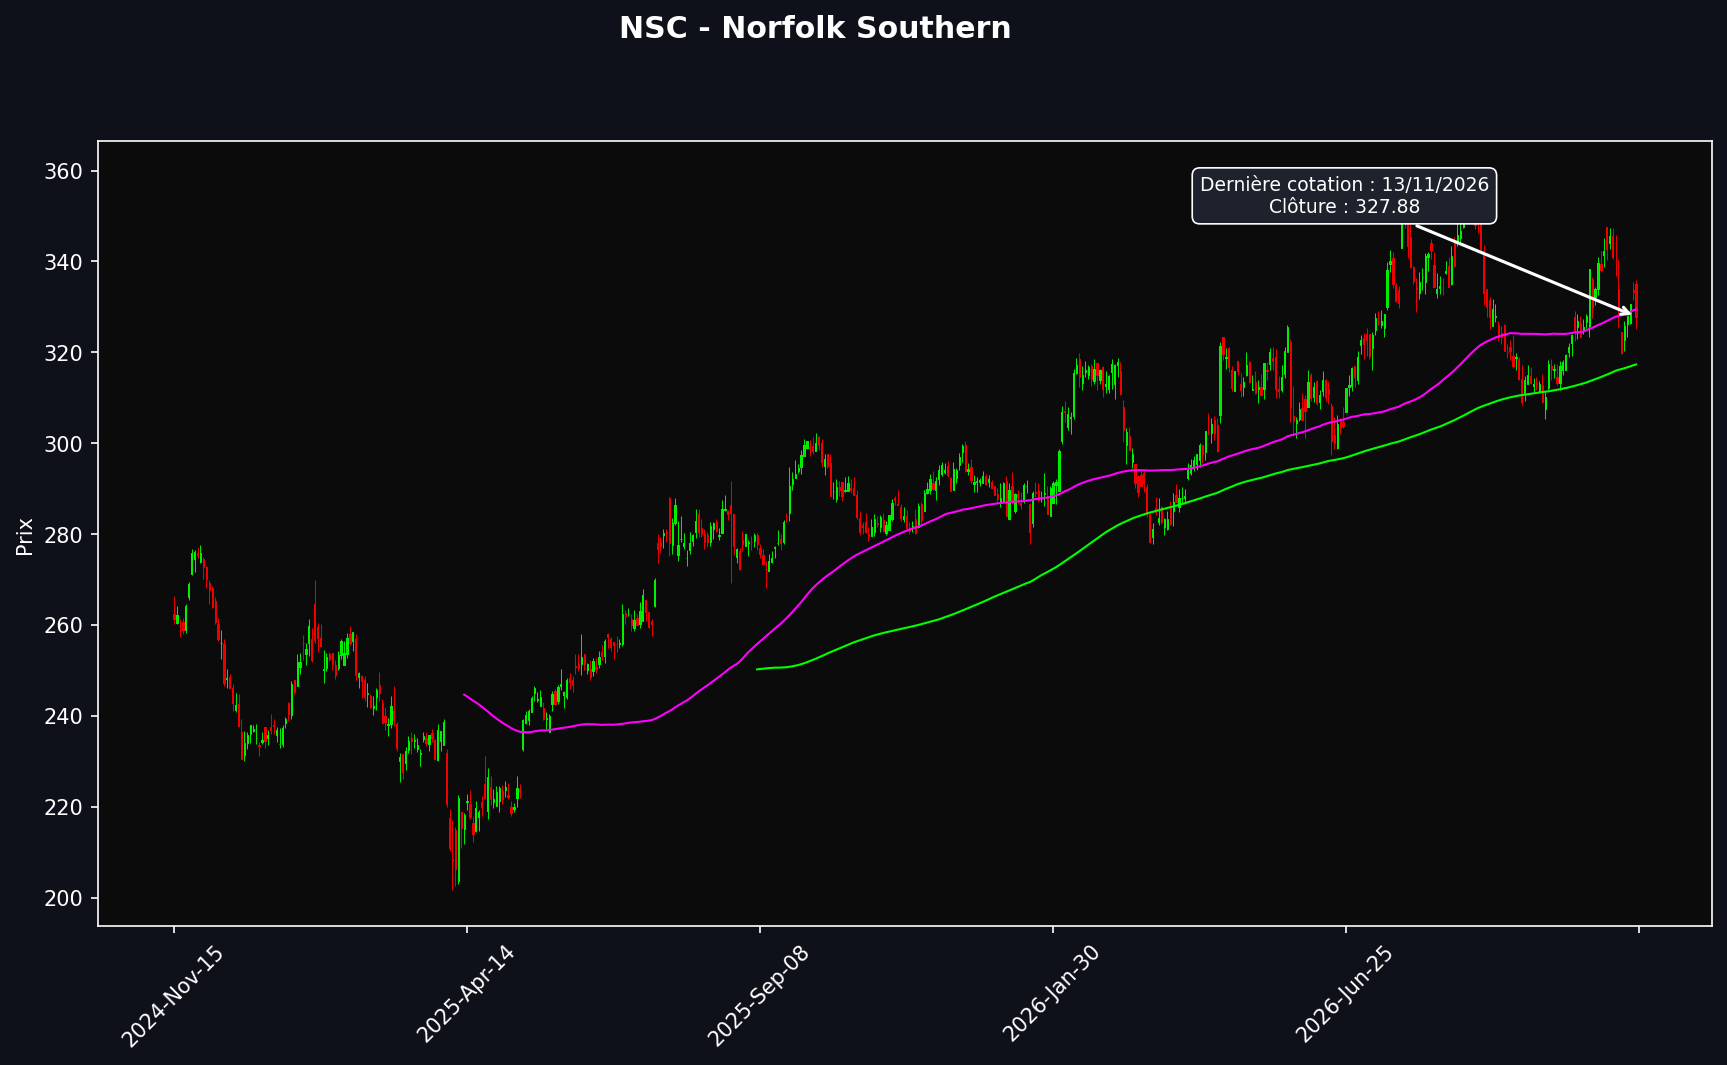 NSC - Norfolk Southern
Dernière cotation : 13/11/2026
Clôture : 327.88
Prix
360
340
320
300
280
260
240
220
200
2024-Nov-15
2025-Apr-14
2025-Sep-08
2026-Jan-30
2026-Jun-25